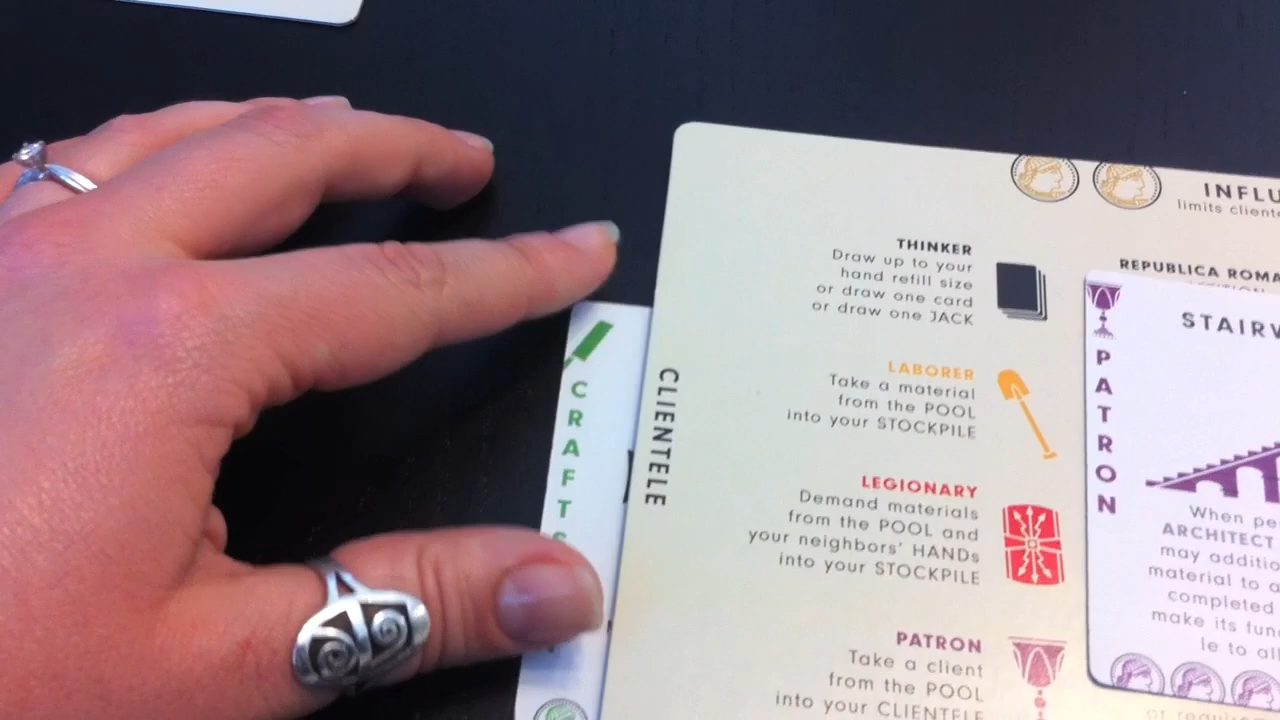 INFLU
limits cliente
THINKER
Draw up to your
hand refill size
or draw one card
or draw one JACK
LABORER
Take a material
from the POOL
into your STOCKPILE
LEGIONARY
Demand materials
from the POOL and
your neighbors' HANDs
into your STOCKPILE
PATRON
Take a client
from the POOL
into your CLIENTELE
CLIENTELE
CRAFTS
REPUBLICA ROMA
PATRON
STAIRW
When pe
ARCHITECT
may additio
material to a
completed
make its fun
le to all